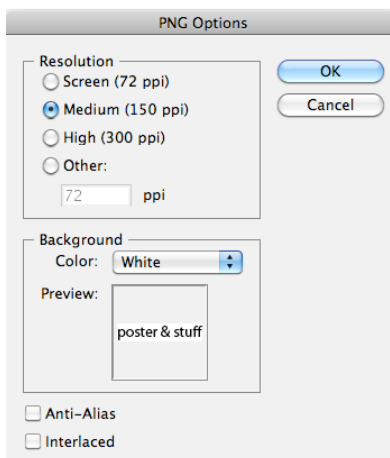 PNG Options
Resolution
Screen (72 ppi)
Medium (150 ppi)
High (300 ppi)
Other:
72 ppi
OK
Cancel
Background
Color: White
Preview:
poster & stuff
Anti-Alias
Interlaced